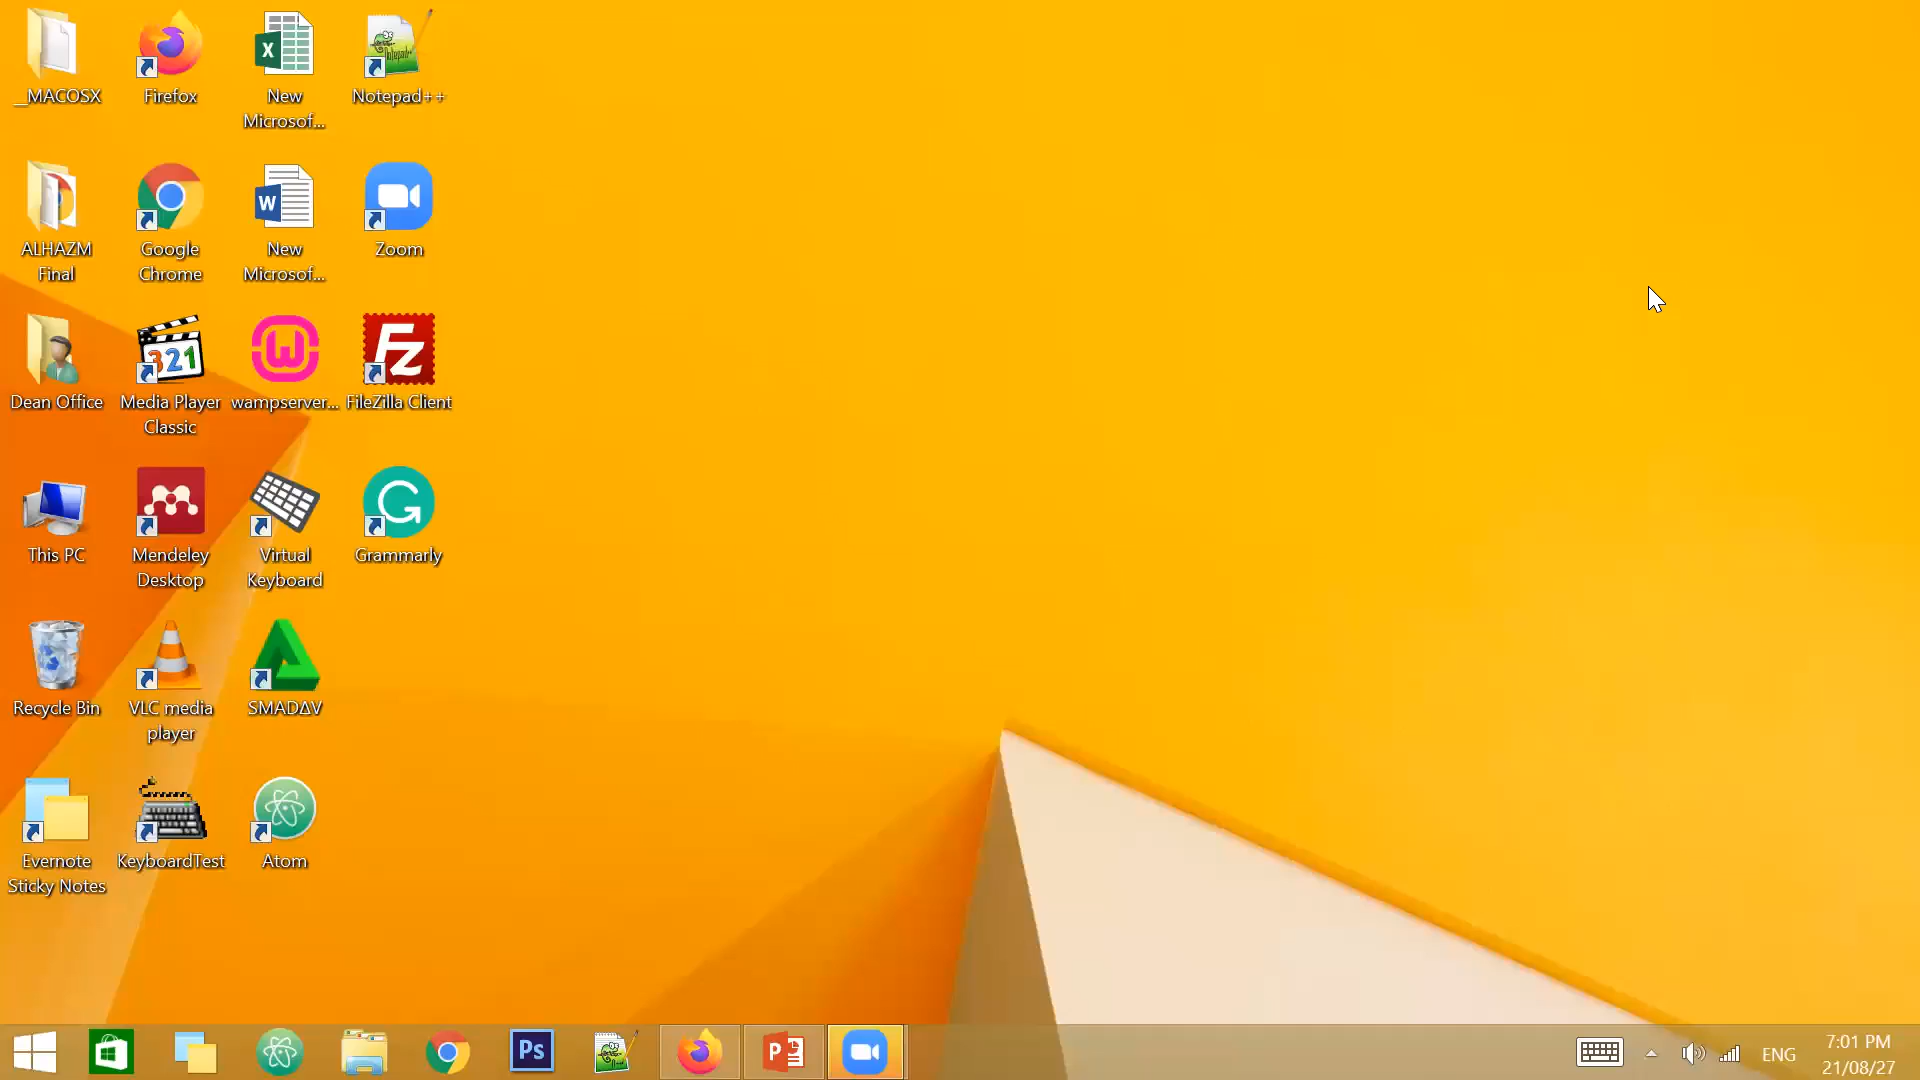 __MACOSX
Firefox
New
Microsof...
Notepad++
ALHAZM
Final
Google
Chrome
New
Microsof...
Zoom
Dean Office
Media Player
Classic
wampserver...
FileZilla Client
This PC
Mendeley
Desktop
Virtual
Keyboard
Grammarly
Recycle Bin
VLC media
player
SMADΔV
Evernote
Sticky Notes
KeyboardTest
Atom
ENG
7:01 PM
21/08/27